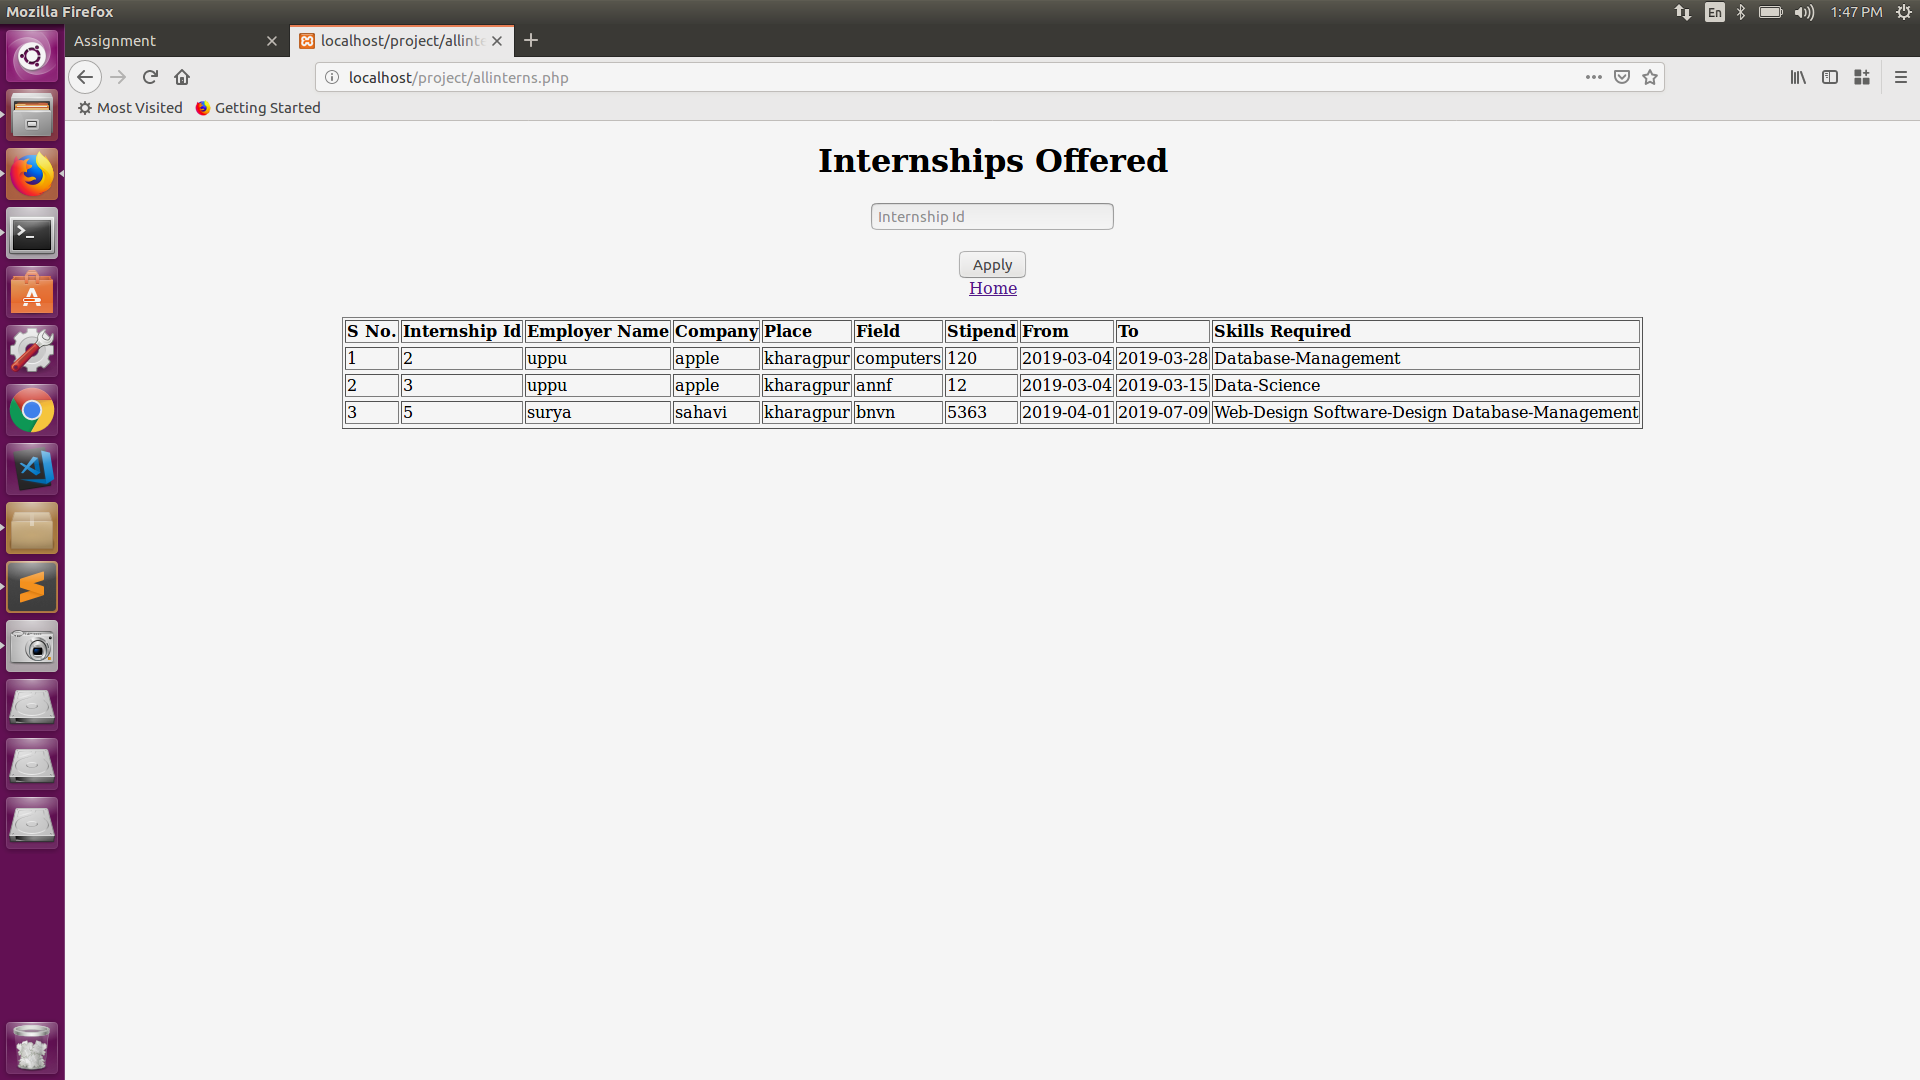 Mozilla Firefox
En
1:47 PM
Assignment
localhost/project/allinte
localhost/project/allinterns.php
Most Visited
Getting Started
Internships Offered
Internship Id
Apply
Home
S No. Internship Id Employer Name Company Place Field Stipend From To Skills Required
1 2 uppu apple kharagpur computers 120 2019-03-04 2019-03-28 Database-Management
2 3 uppu apple kharagpur annf 12 2019-03-04 2019-03-15 Data-Science
3 5 surya sahavi kharagpur bnvn 5363 2019-04-01 2019-07-09 Web-Design Software-Design Database-Management